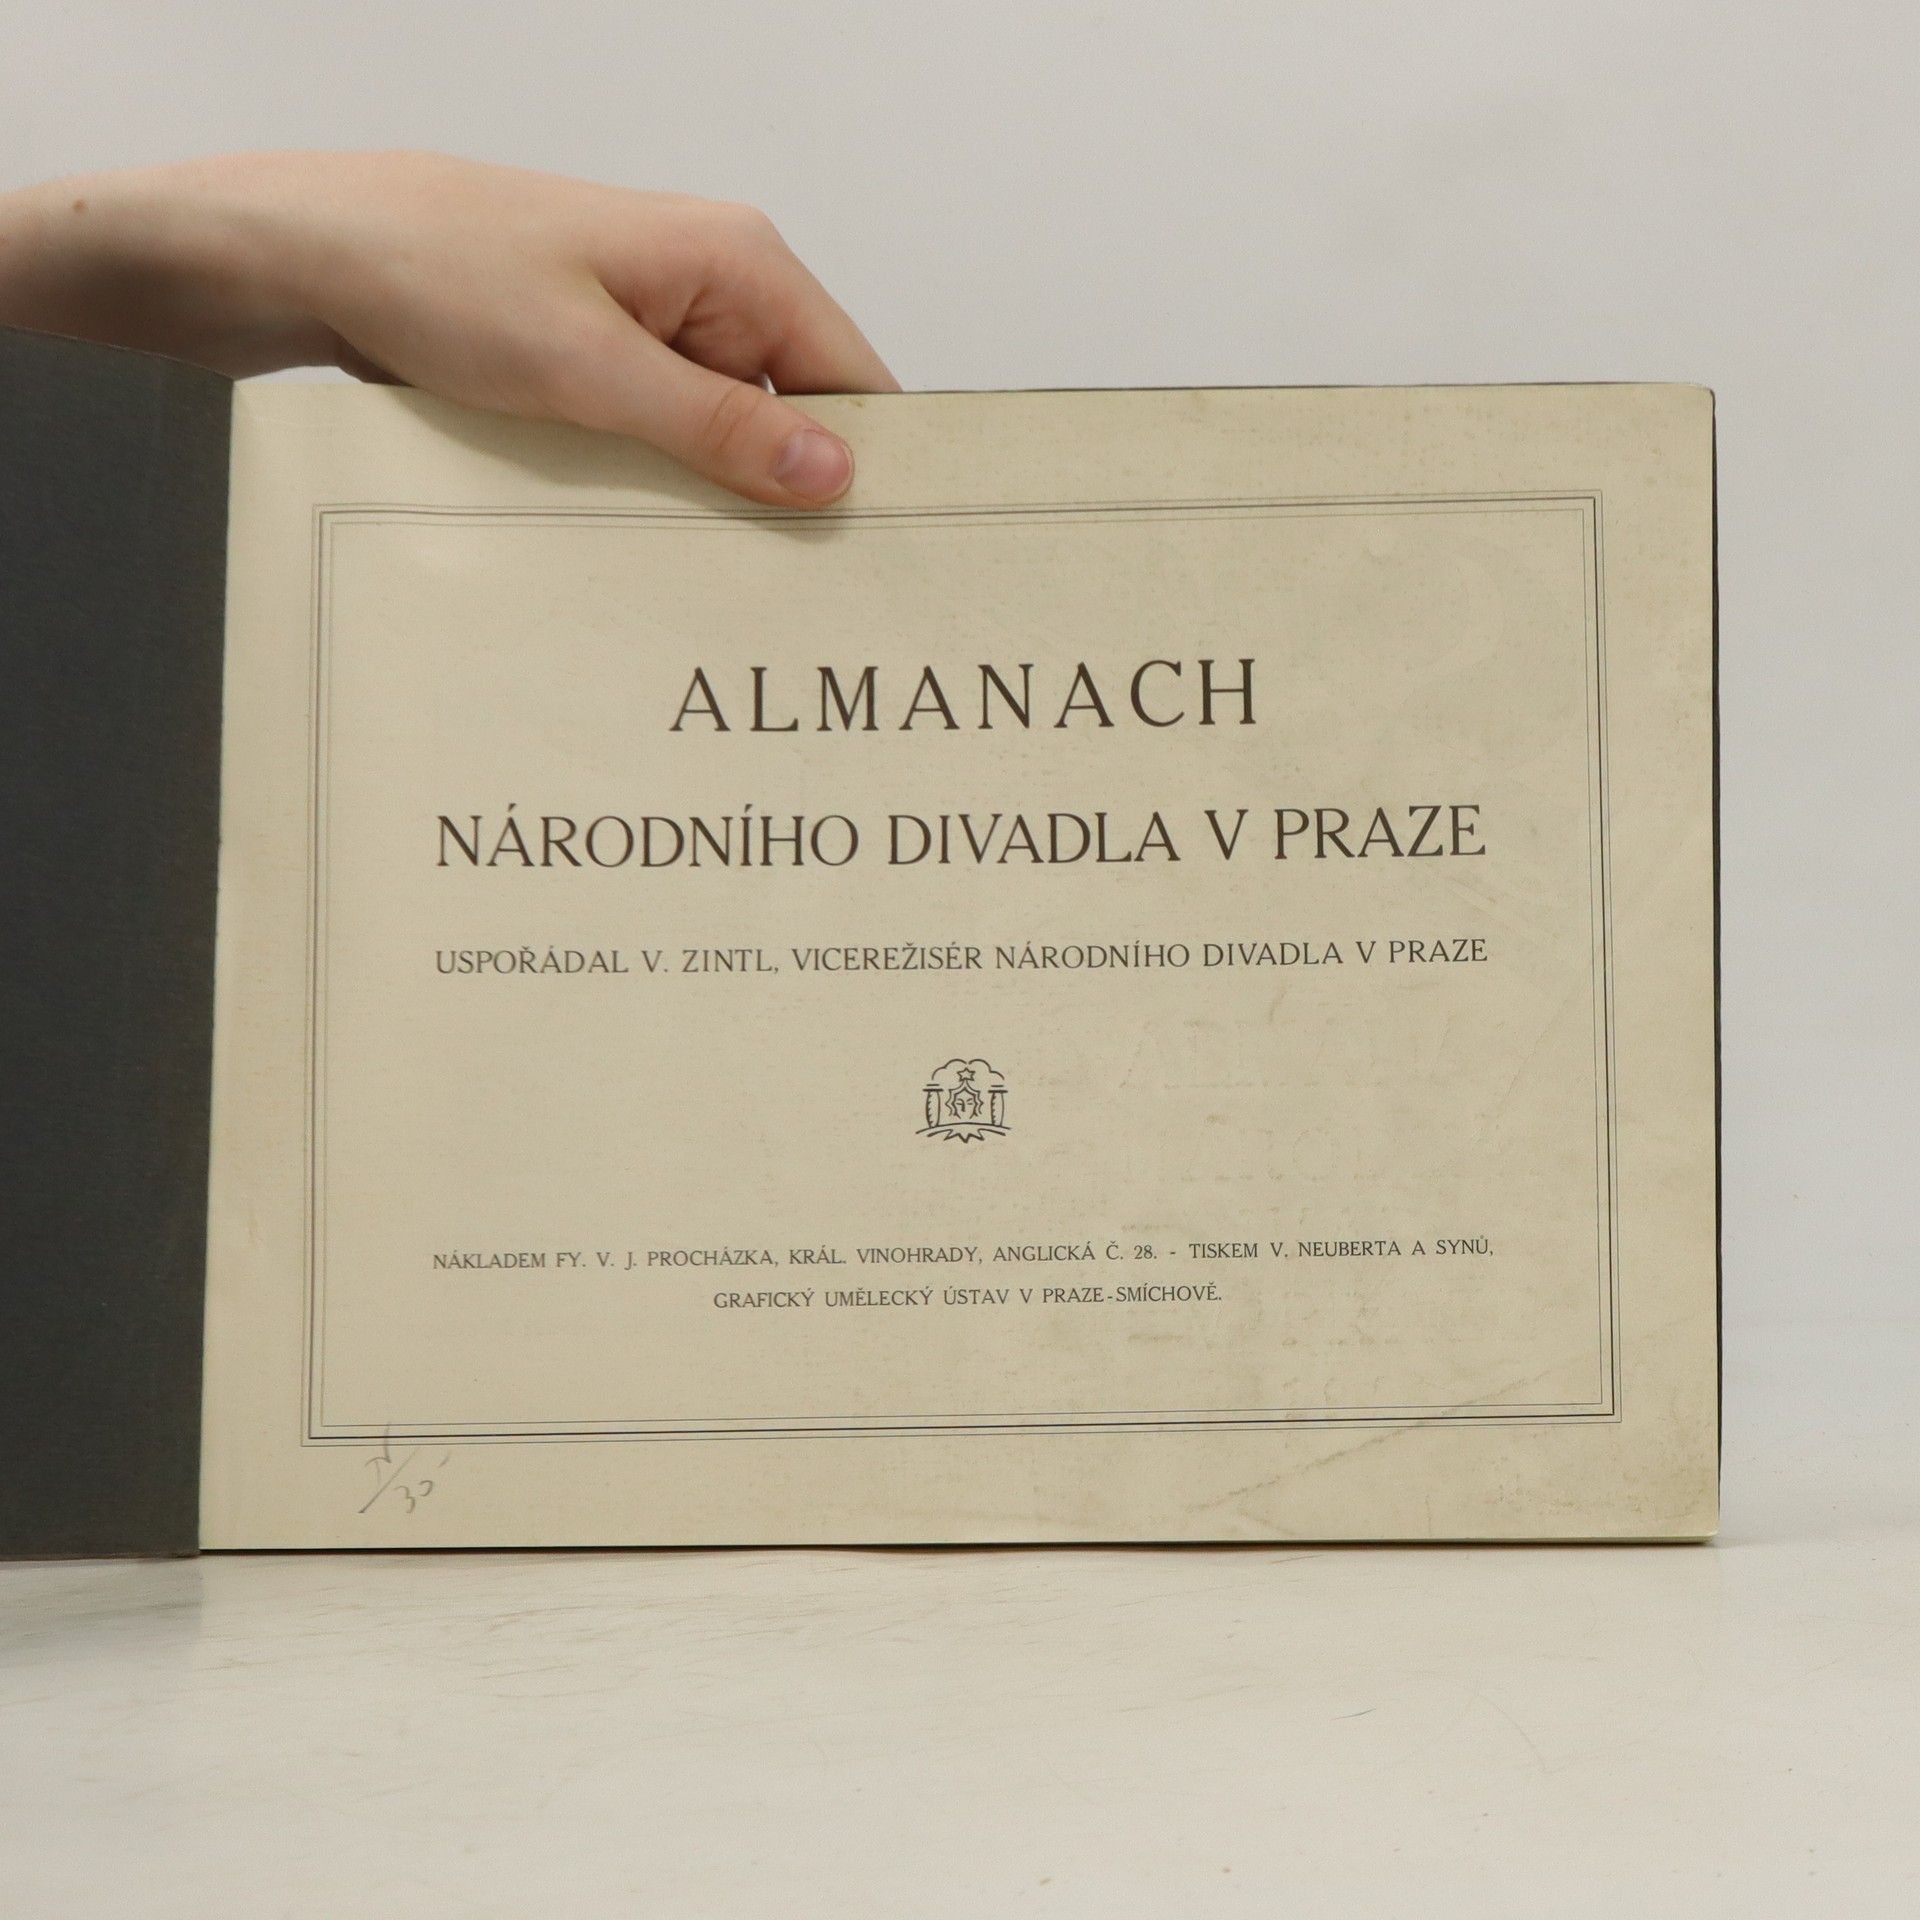 ALMANACH
NÁRODNÍHO DIVADLA V PRAZE
USPOŘÁDAL V. ZINTL, VICEREŽISÉR NÁRODNÍHO DIVADLA V PRAZE
NÁKLADEM FY. V. J. PROCHÁZKA, KRÁL. VINOHRADY, ANGLICKÁ Č. 28. - TISKEM V. NEUBERTA A SYNŮ,
GRAFICKÝ UMĚLECKÝ ÚSTAV V PRAZE-SMÍCHOVĚ.